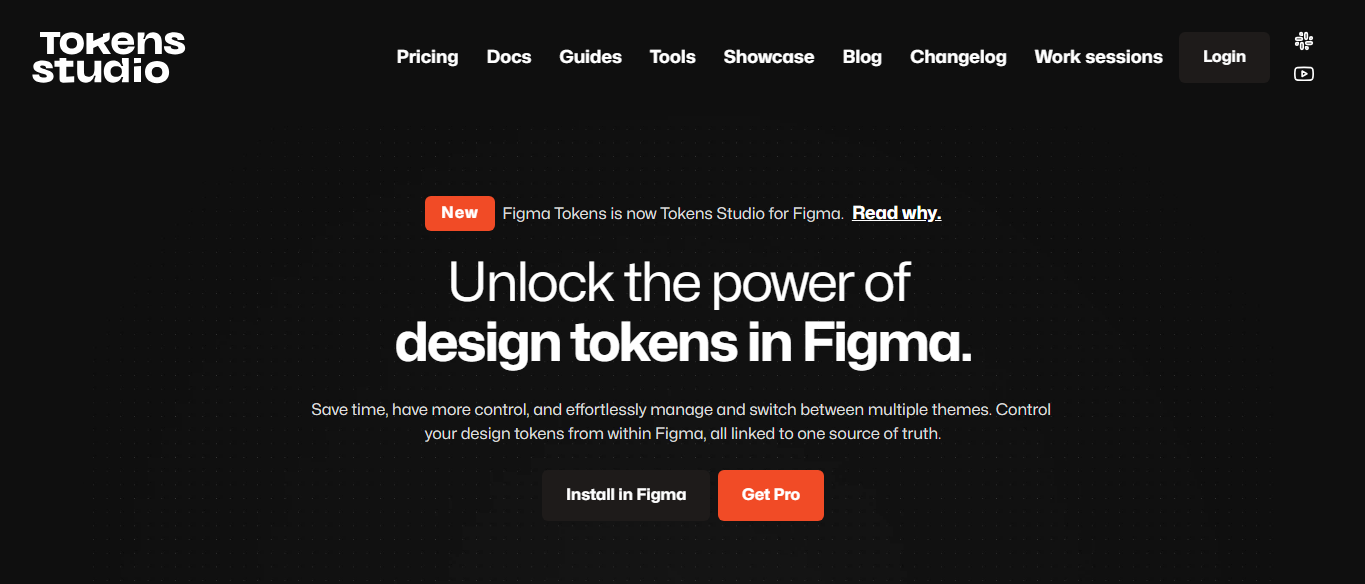 Tokens
studio
Pricing Docs Guides Tools Showcase Blog Changelog Work sessions Login
New Figma Tokens is now Tokens Studio for Figma. Read why.
Unlock the power of
design tokens in Figma.
Save time, have more control, and effortlessly manage and switch between multiple themes. Control
your design tokens from within Figma, all linked to one source of truth.
Install in Figma Get Pro